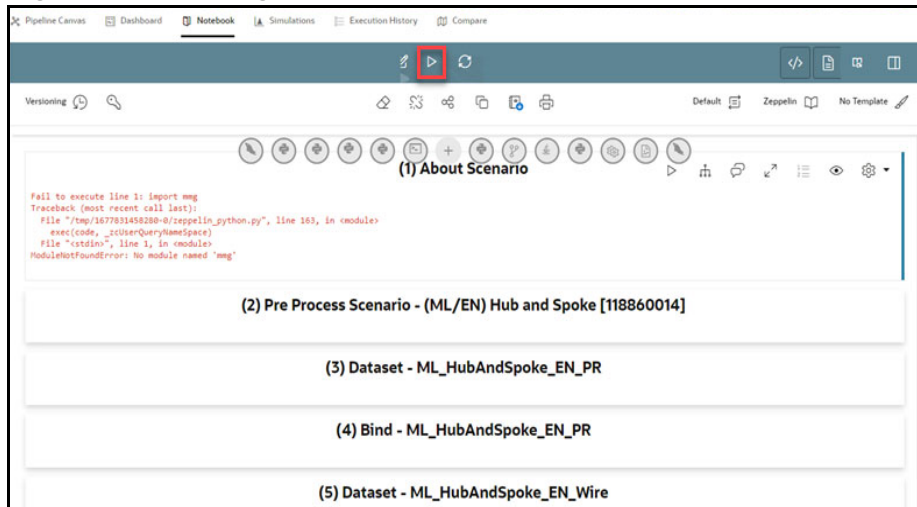 Pipeline Canvas Dashboard Notebook Simulations Execution History Compare
Versioning Default Zeppelin No Template
(1) About Scenario
Fail to execute line 1: import mmg
Traceback (most recent call last):
File "/tmp/1677831458280-0/zeppelin_python.py", line 163, in <module>
exec(code, _zcUserQueryNameSpace)
File "<stdin>", line 1, in <module>
ModuleNotFoundError: No module named 'mmg'
(2) Pre Process Scenario - (ML/EN) Hub and Spoke [118860014]
(3) Dataset - ML_HubAndSpoke_EN_PR
(4) Bind - ML_HubAndSpoke_EN_PR
(5) Dataset - ML_HubAndSpoke_EN_Wire